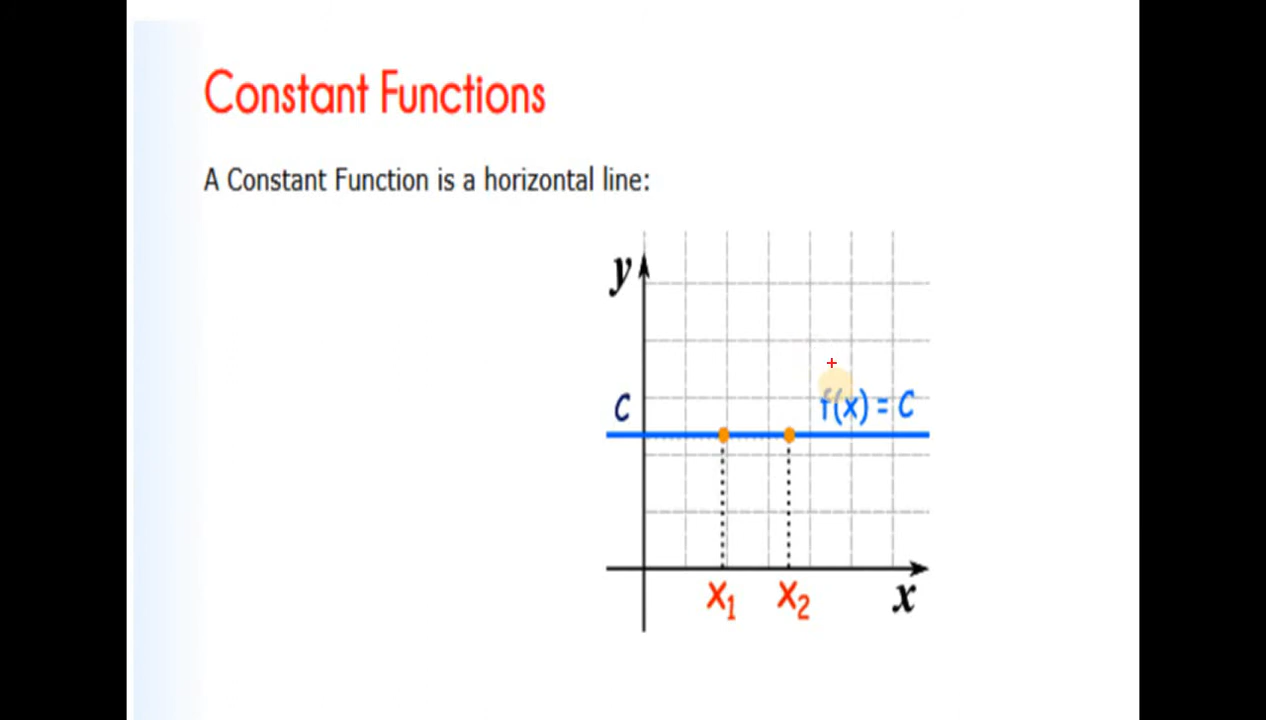 Constant Functions
A Constant Function is a horizontal line:
y
C
f(x) = C
X₁ X₂ x